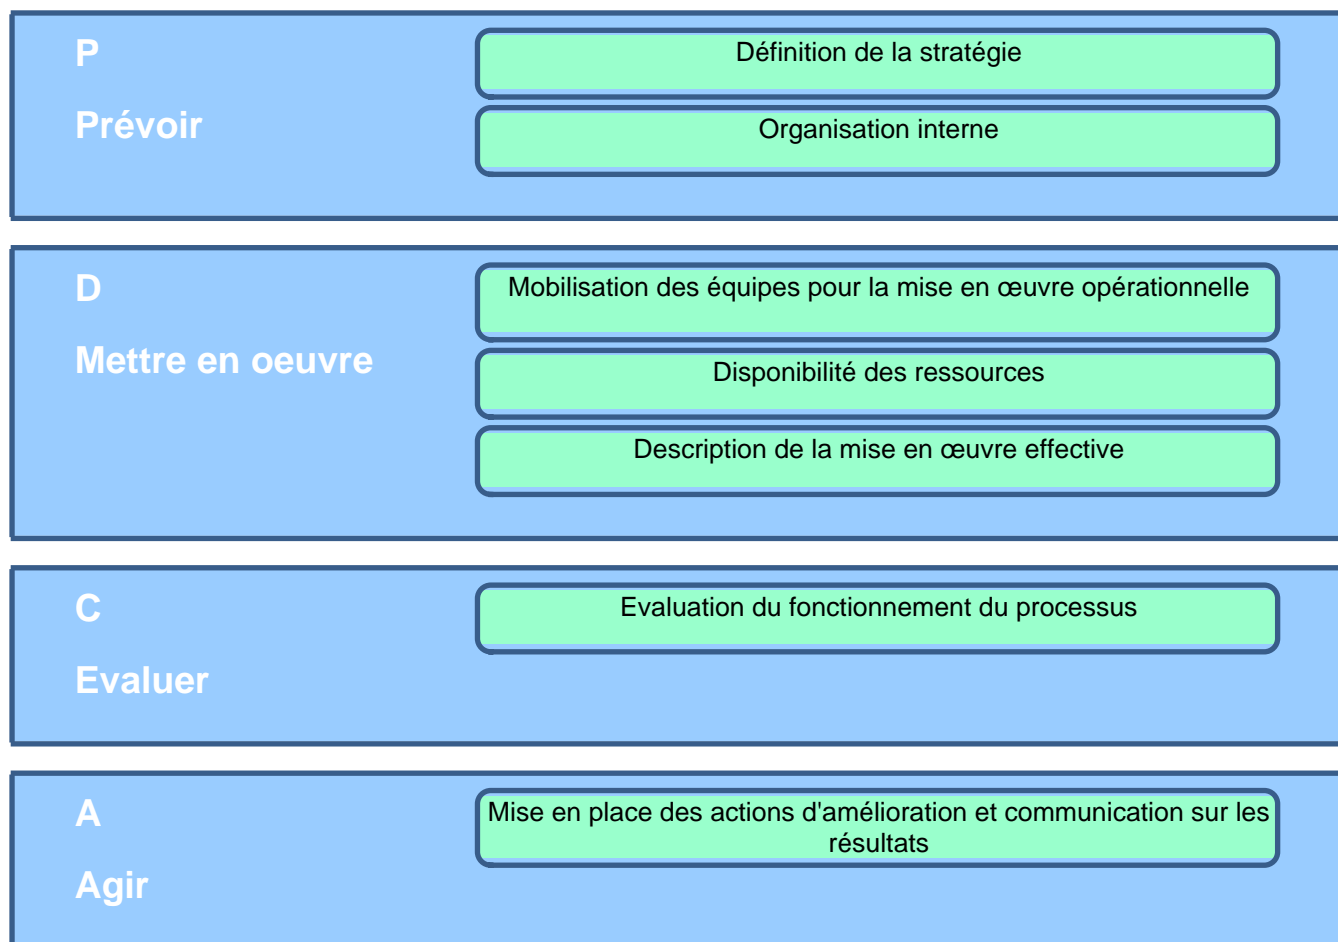 P
Prévoir
Définition de la stratégie
Organisation interne
D
Mettre en oeuvre
Mobilisation des équipes pour la mise en œuvre opérationnelle
Disponibilité des ressources
Description de la mise en œuvre effective
C
Evaluer
Evaluation du fonctionnement du processus
A
Agir
Mise en place des actions d'amélioration et communication sur les
résultats